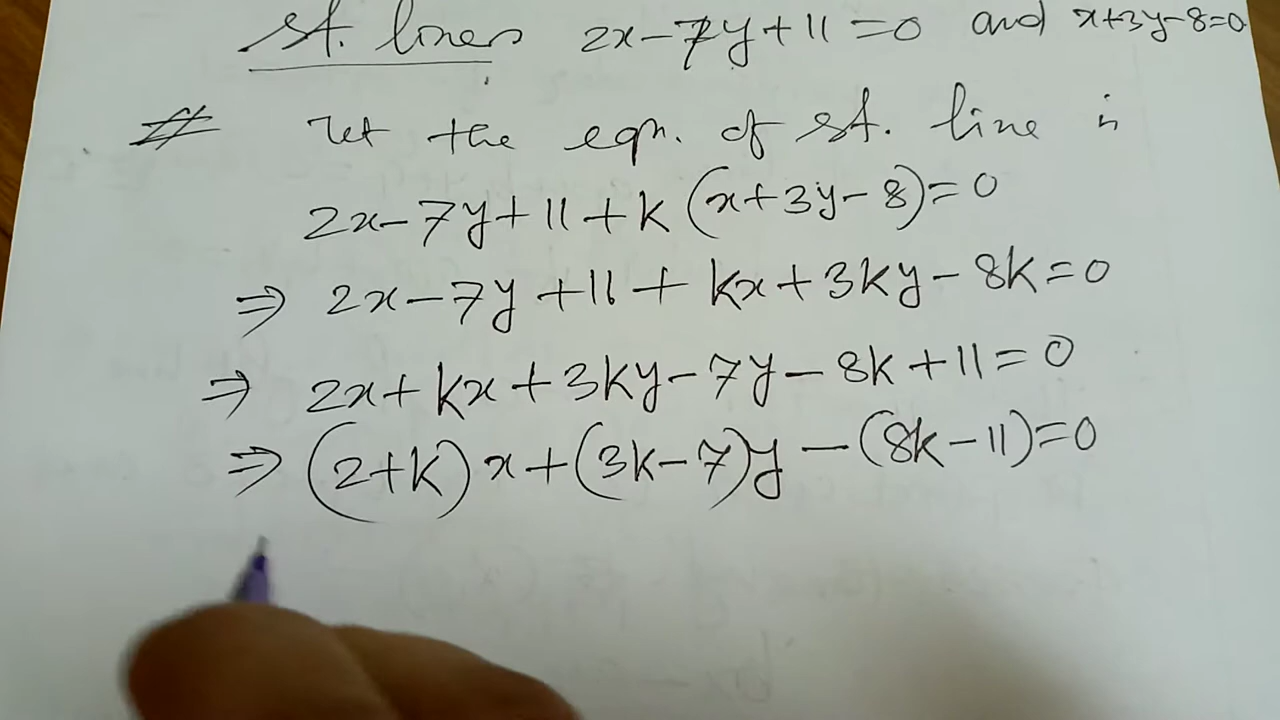 st. lines 2x-7y+11=0 and x+3y-8=0
# Let the eqn. of st. line is
2x-7y+11+k(x+3y-8)=0
⇒ 2x-7y+11+kx+3ky-8k=0
⇒ 2x+kx+3ky-7y-8k+11=0
⇒ (2+k)x+(3k-7)y-(8k-11)=0